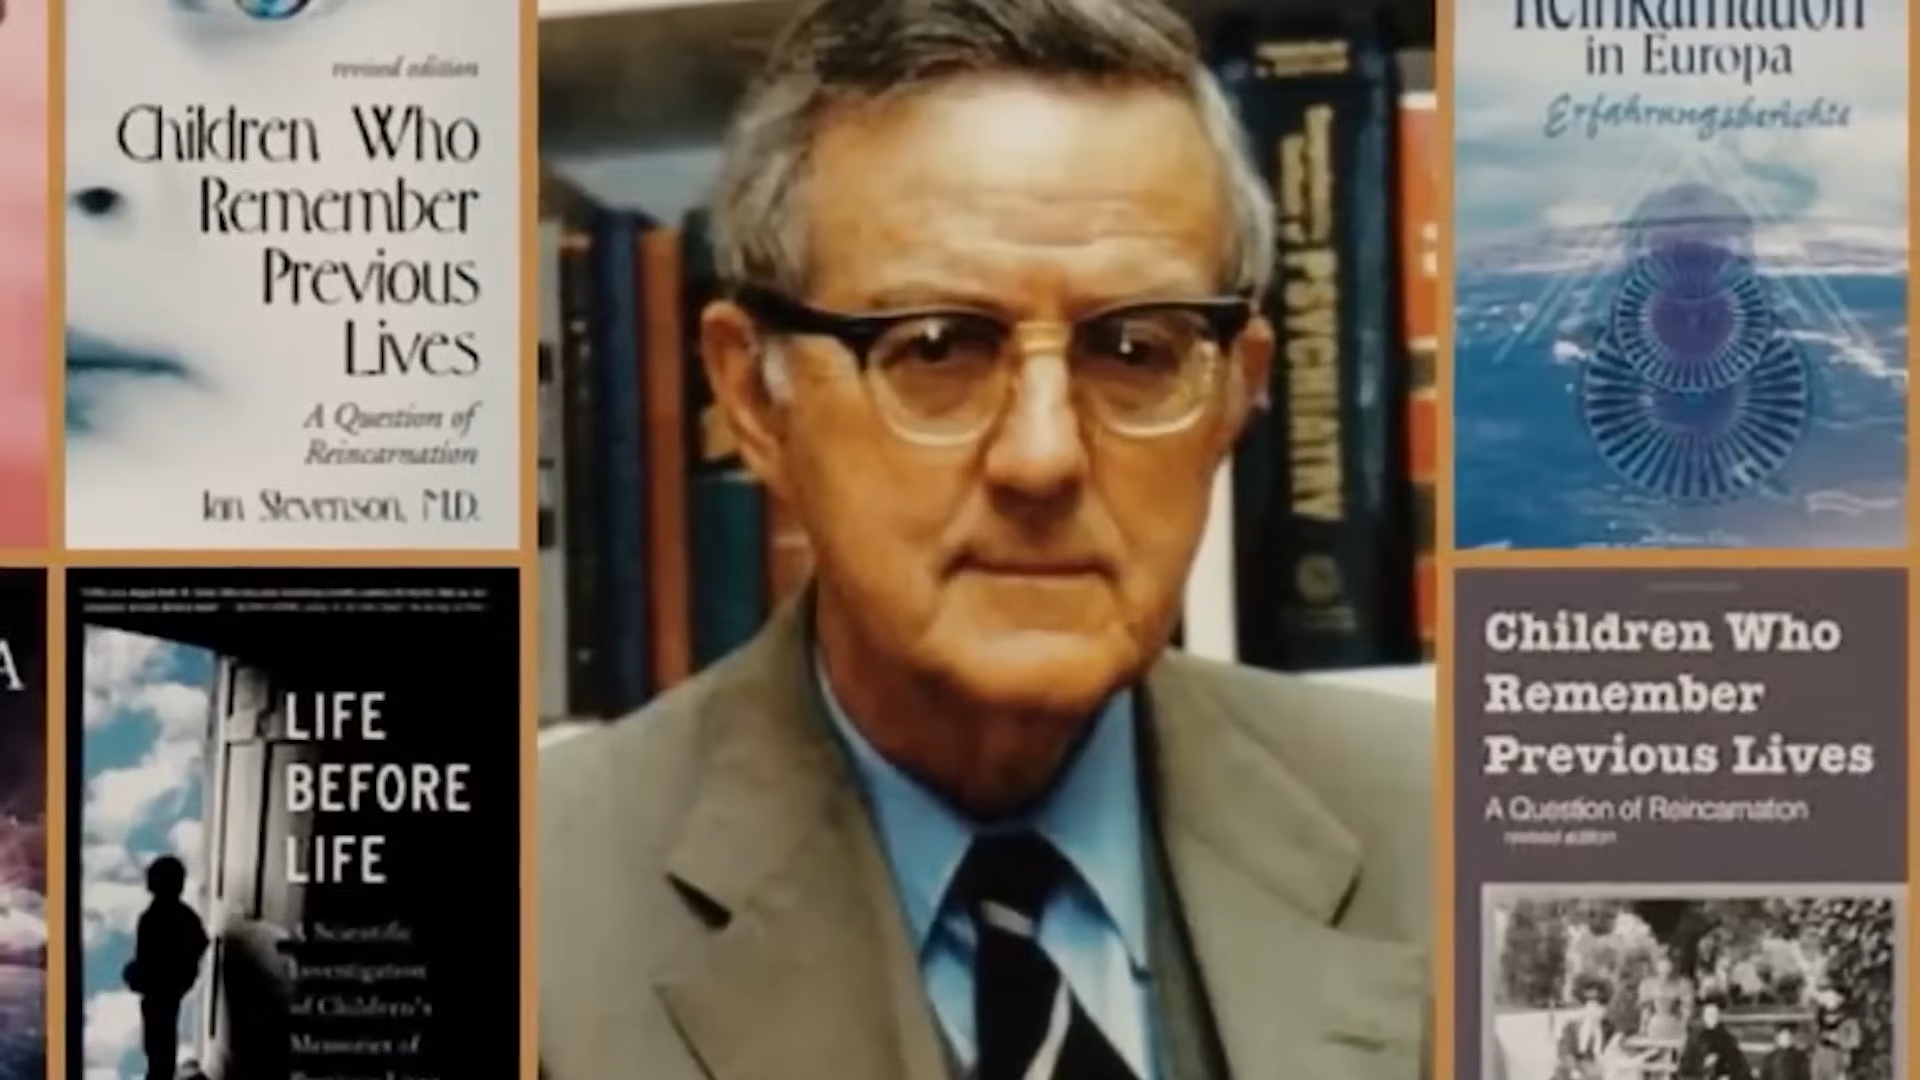 revised edition
Children Who
Remember
Previous
Lives
A Question of
Reincarnation
Ian Stevenson, M.D.
LIFE
BEFORE
LIFE
A Scientific
Investigation
of Children's
Memories of
PSYCHIATRY
Reinkarnation
in Europa
Erfahrungsberichte
Children Who
Remember
Previous Lives
A Question of Reincarnation
revised edition
A